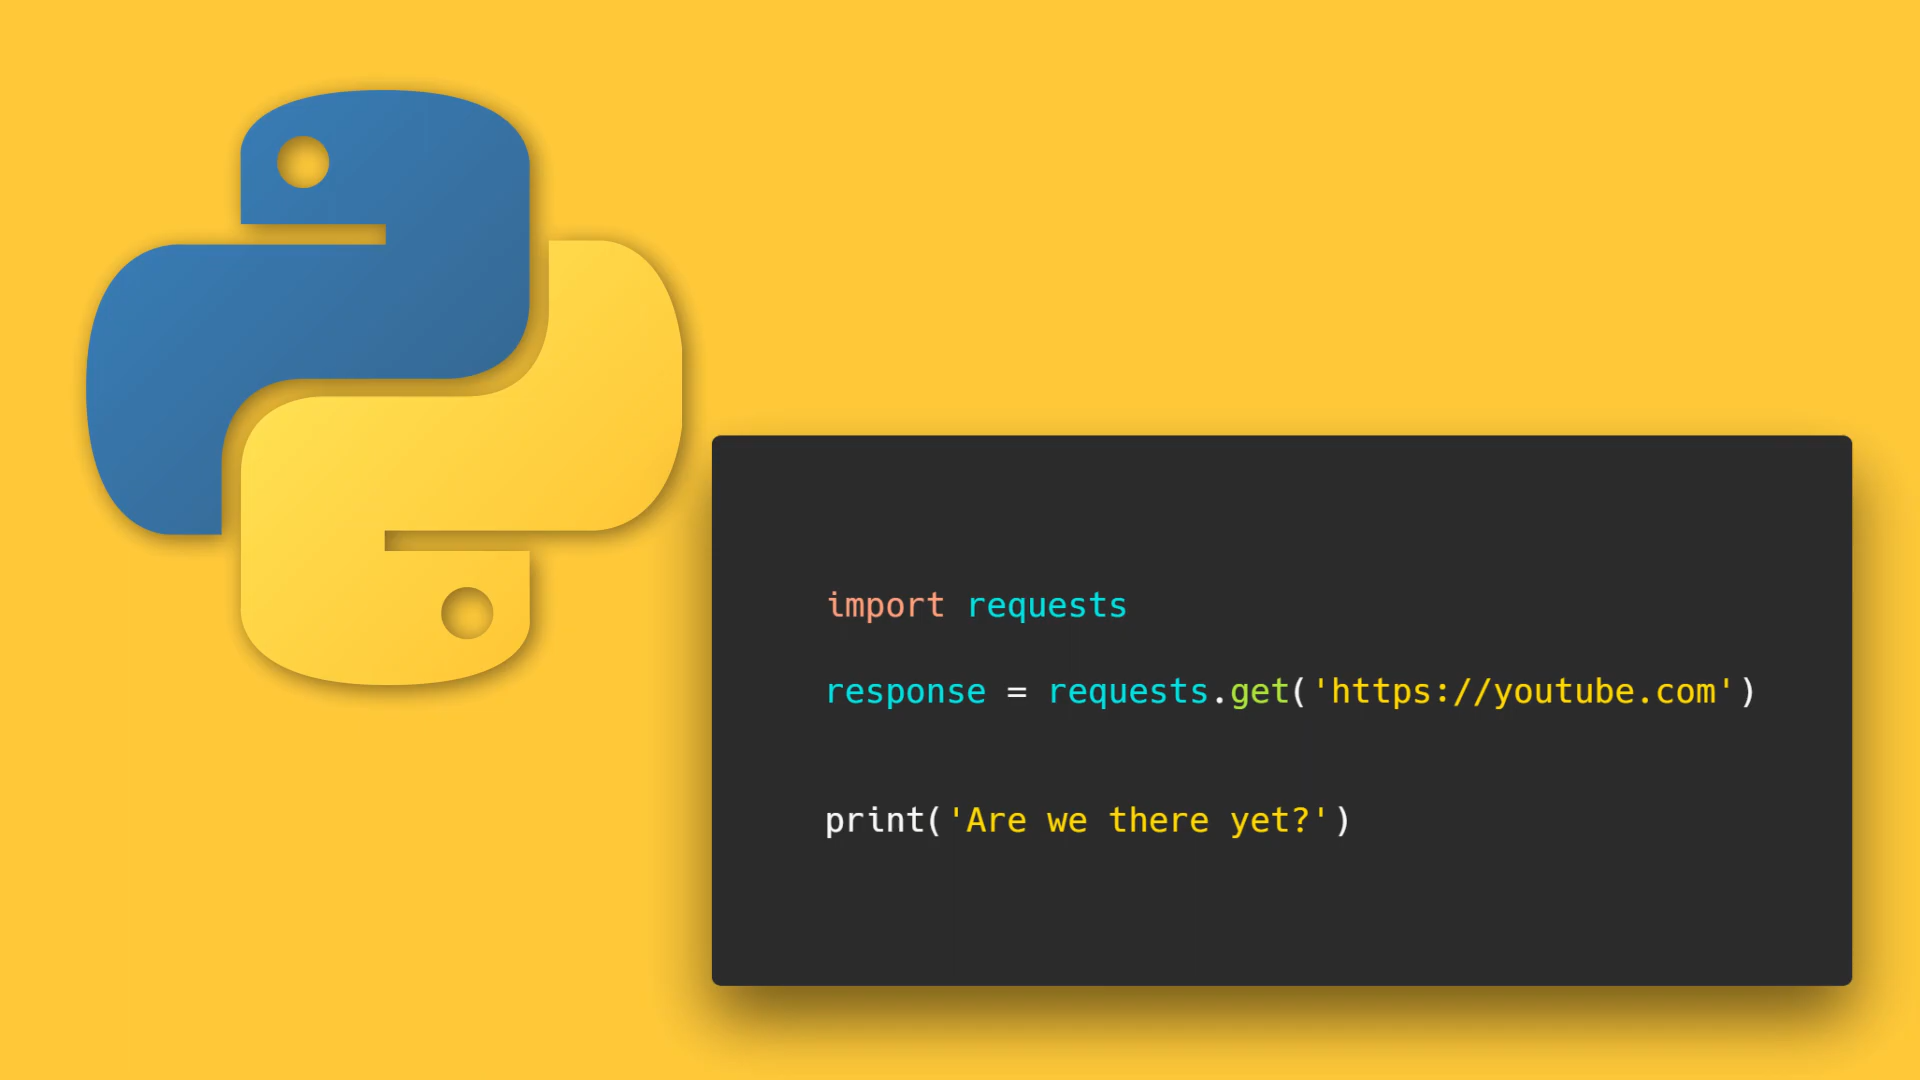 import requests
response = requests.get('https://youtube.com')
print('Are we there yet?')